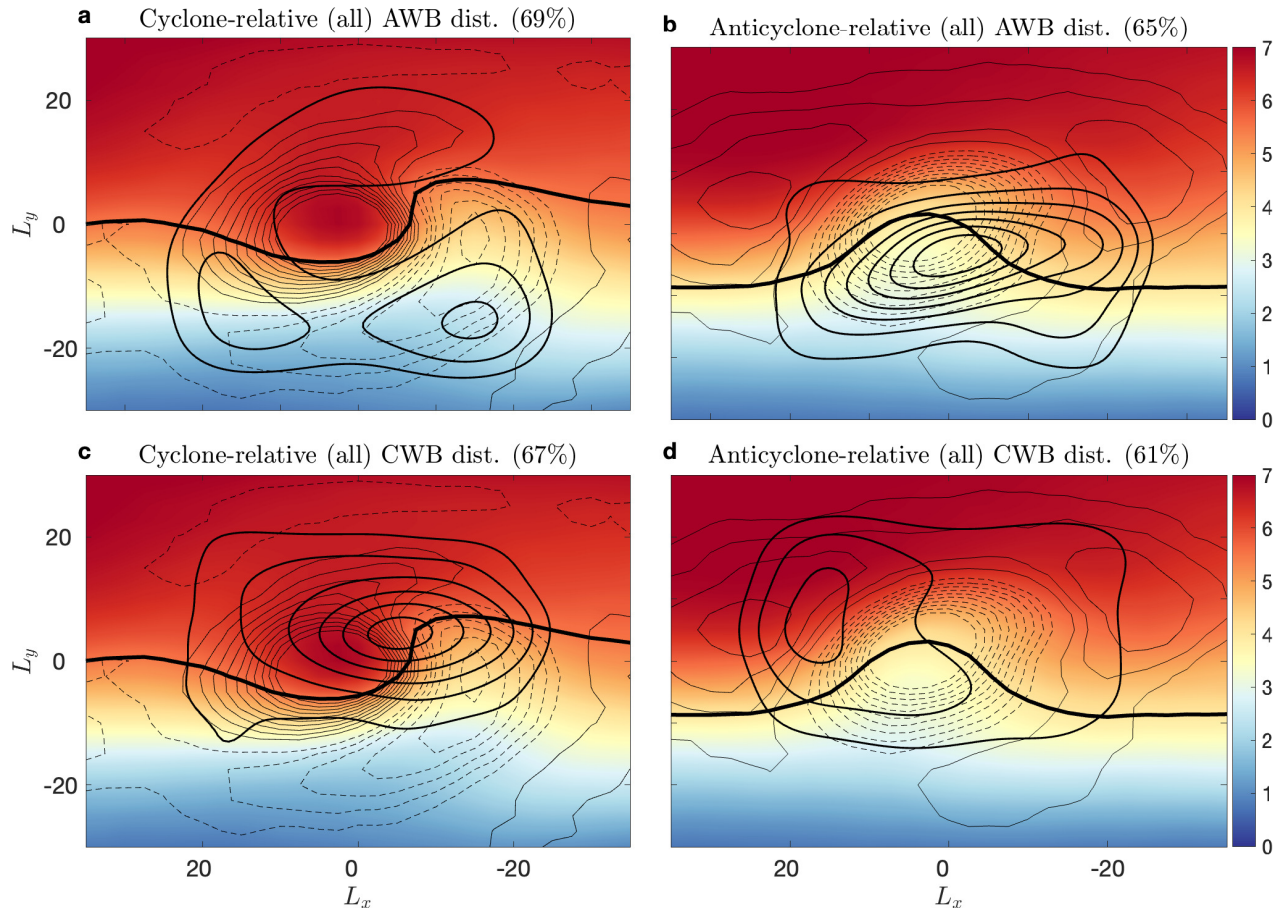 a Cyclone-relative (all) AWB dist. (69%)
b Anticyclone-relative (all) AWB dist. (65%)
20
0
-20
L_y
7
6
5
4
3
2
1
0
c Cyclone-relative (all) CWB dist. (67%)
d Anticyclone-relative (all) CWB dist. (61%)
20
0
-20
L_y
7
6
5
4
3
2
1
0
20 0 -20
20 0 -20
L_x
L_x